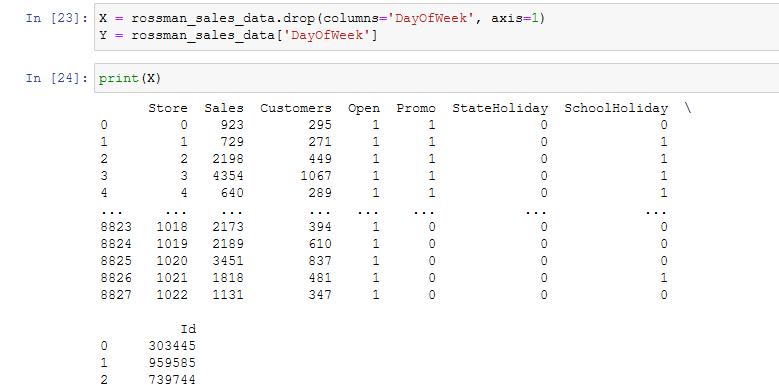 In [23]: X = rossman_sales_data.drop(columns='DayOfWeek', axis=1)
Y = rossman_sales_data['DayOfWeek']
In [24]: print(X)
Store Sales Customers Open Promo StateHoliday SchoolHoliday \
0 0 923 295 1 1 0 0
1 1 729 271 1 1 0 1
2 2 2198 449 1 1 0 1
3 3 4354 1067 1 1 0 1
4 4 640 289 1 1 0 1
... ... ... ... ... ... ... ...
8823 1018 2173 394 1 0 0 0
8824 1019 2189 610 1 0 0 0
8825 1020 3451 837 1 0 0 0
8826 1021 1818 481 1 0 0 1
8827 1022 1131 347 1 0 0 0
Id
0 303445
1 959585
2 739744